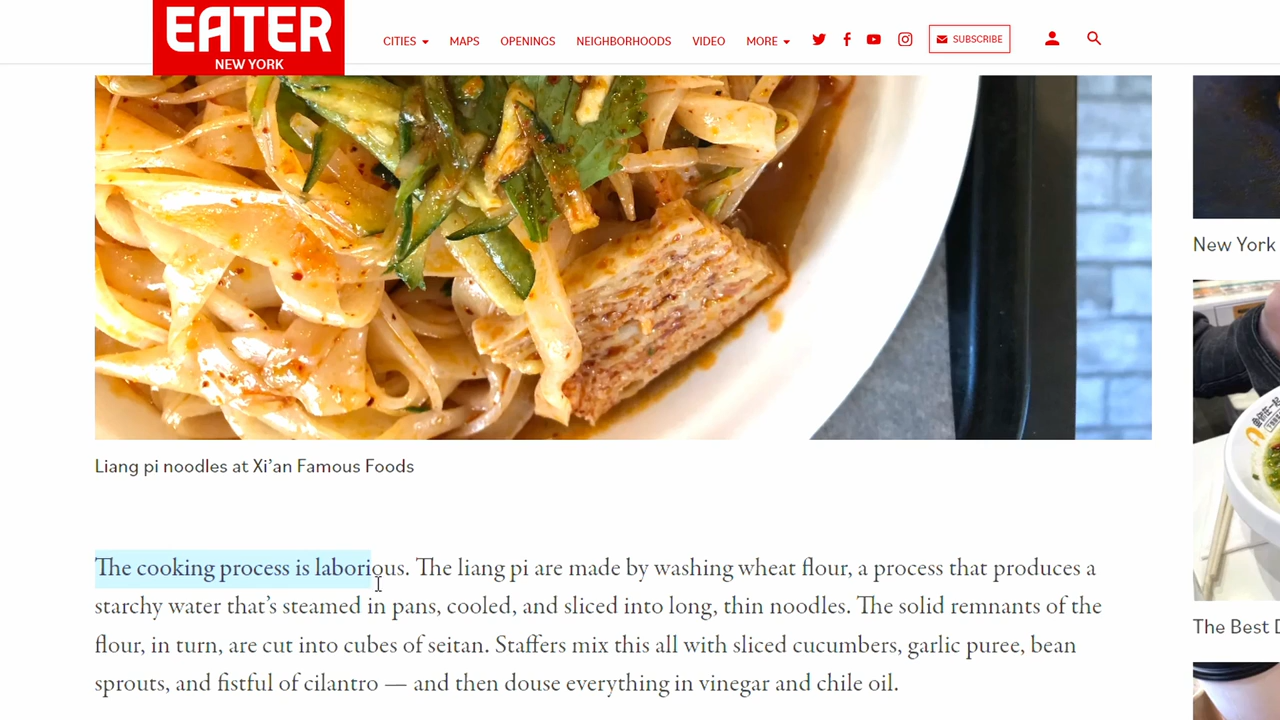 EATER
NEW YORK
CITIES MAPS OPENINGS NEIGHBORHOODS VIDEO MORE SUBSCRIBE
New York
Liang pi noodles at Xi’an Famous Foods
The cooking process is laborious. The liang pi are made by washing wheat flour, a process that produces a
starchy water that’s steamed in pans, cooled, and sliced into long, thin noodles. The solid remnants of the
The Best D
flour, in turn, are cut into cubes of seitan. Staffers mix this all with sliced cucumbers, garlic puree, bean
sprouts, and fistful of cilantro — and then douse everything in vinegar and chile oil.